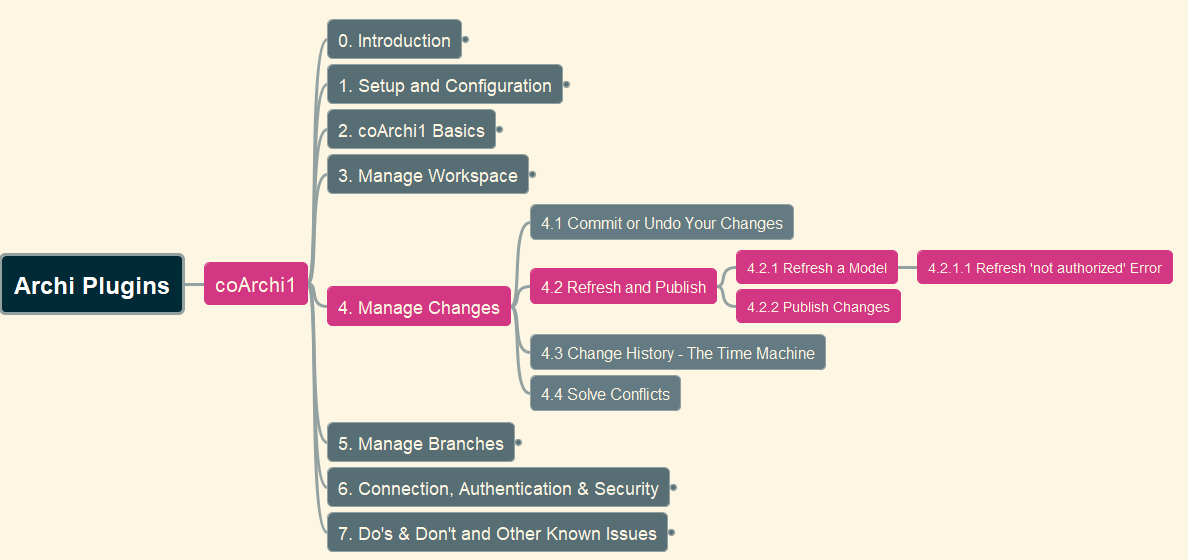 Archi Plugins
coArchi1
0. Introduction
1. Setup and Configuration
2. coArchi1 Basics
3. Manage Workspace
4. Manage Changes
4.1 Commit or Undo Your Changes
4.2 Refresh and Publish
4.2.1 Refresh a Model
4.2.1.1 Refresh 'not authorized' Error
4.2.2 Publish Changes
4.3 Change History - The Time Machine
4.4 Solve Conflicts
5. Manage Branches
6. Connection, Authentication & Security
7. Do's & Don't and Other Known Issues